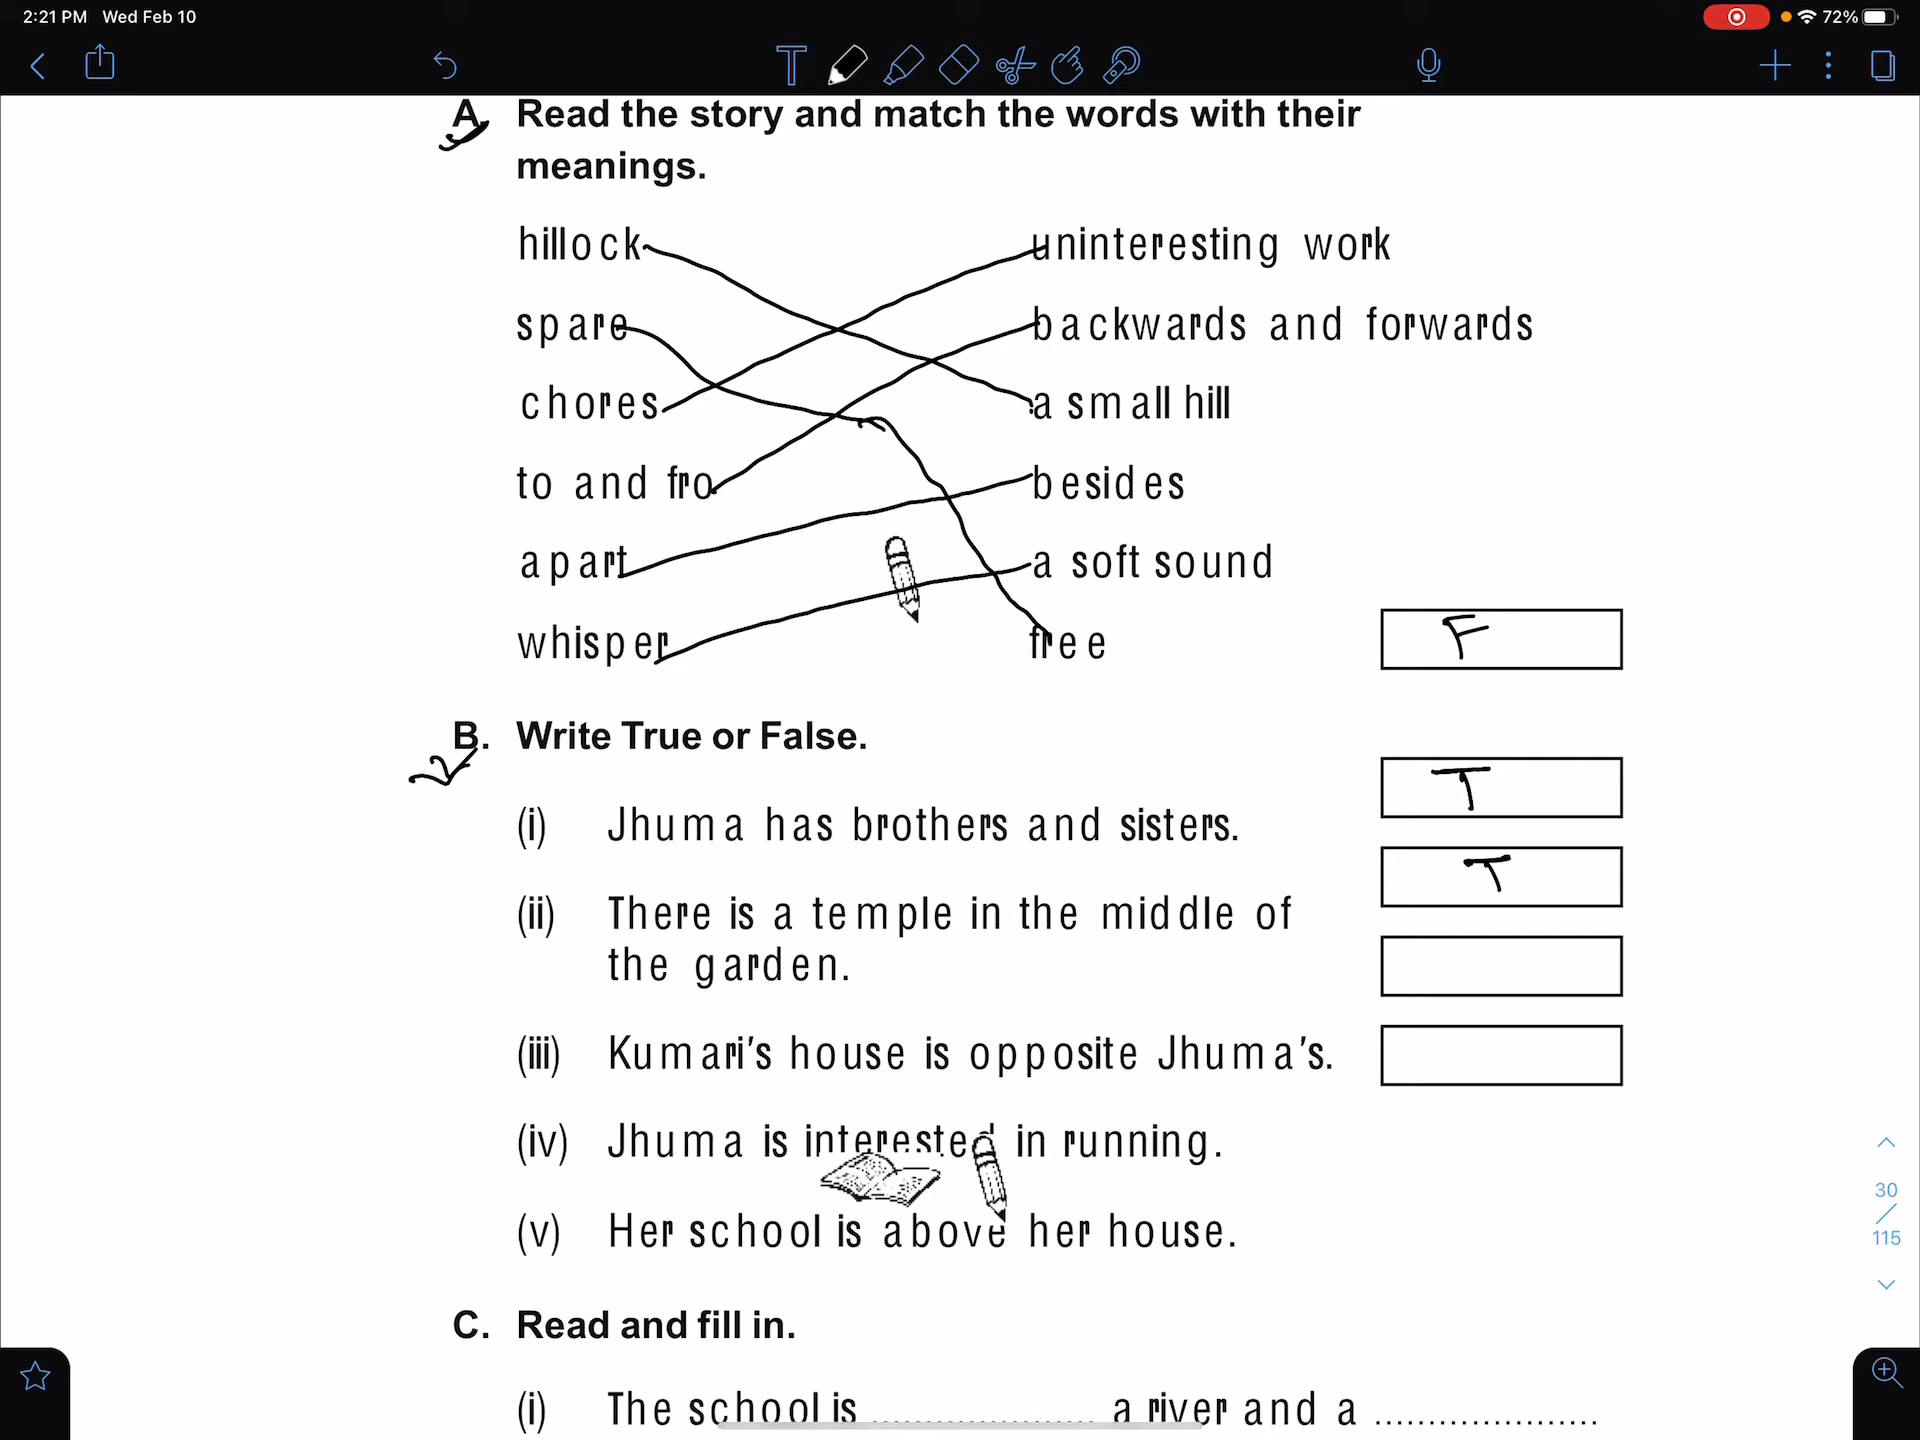 2:21 PM Wed Feb 10
72%
A. Read the story and match the words with their
meanings.
hillock uninteresting work
spare backwards and forwards
chores a small hill
to and fro besides
apart a soft sound
whisper free
F
B. Write True or False.
T
(i) Jhuma has brothers and sisters.
T
(ii) There is a temple in the middle of
the garden.
(iii) Kumari's house is opposite Jhuma's.
(iv) Jhuma is interested in running.
(v) Her school is above her house.
30
/
115
C. Read and fill in.
(i) The school is ..................... a river and a .....................